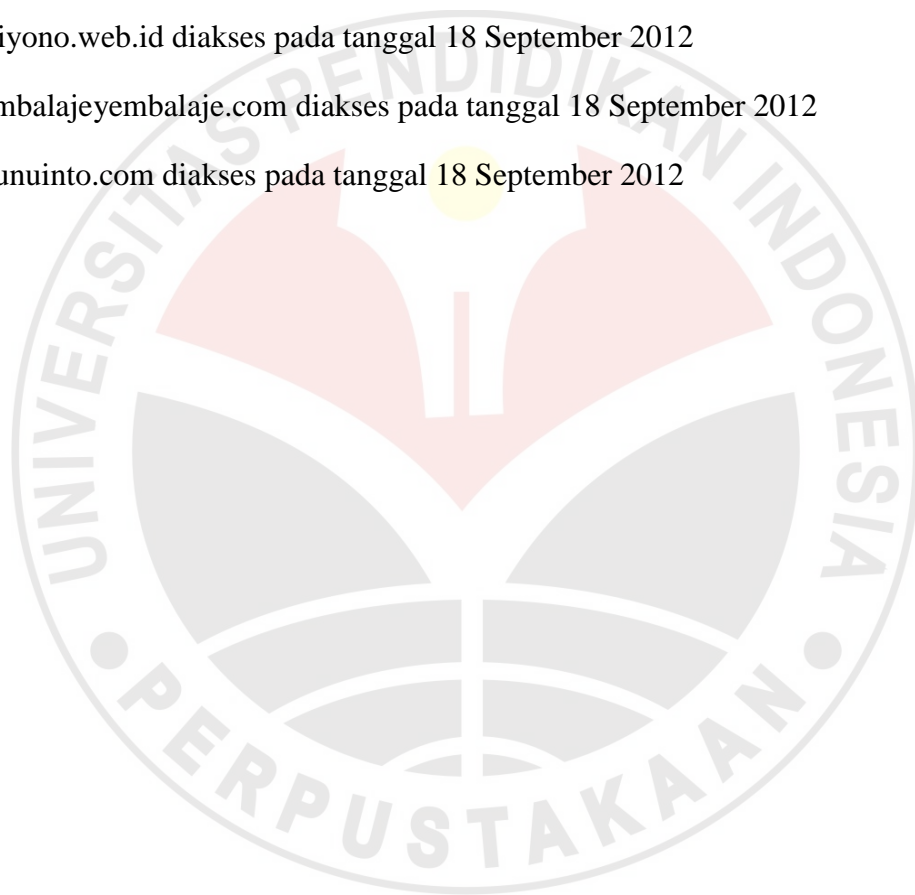 iyono.web.id diakses pada tanggal 18 September 2012
mbalajeyembalaje.com diakses pada tanggal 18 September 2012
unuinto.com diakses pada tanggal 18 September 2012
UNIVERSITAS PENDIDIKAN INDONESIA
PERPUSTAKAAN